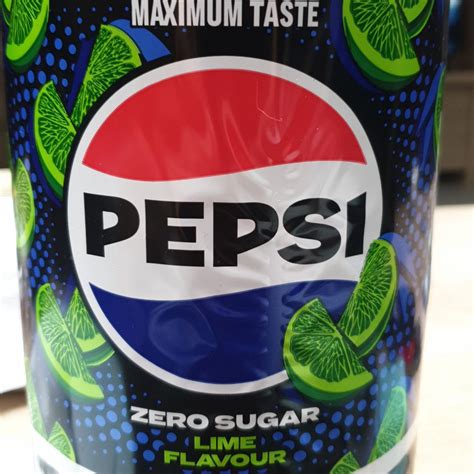 MAXIMUM TASTE
PEPSI
ZERO SUGAR
LIME
FLAVOUR